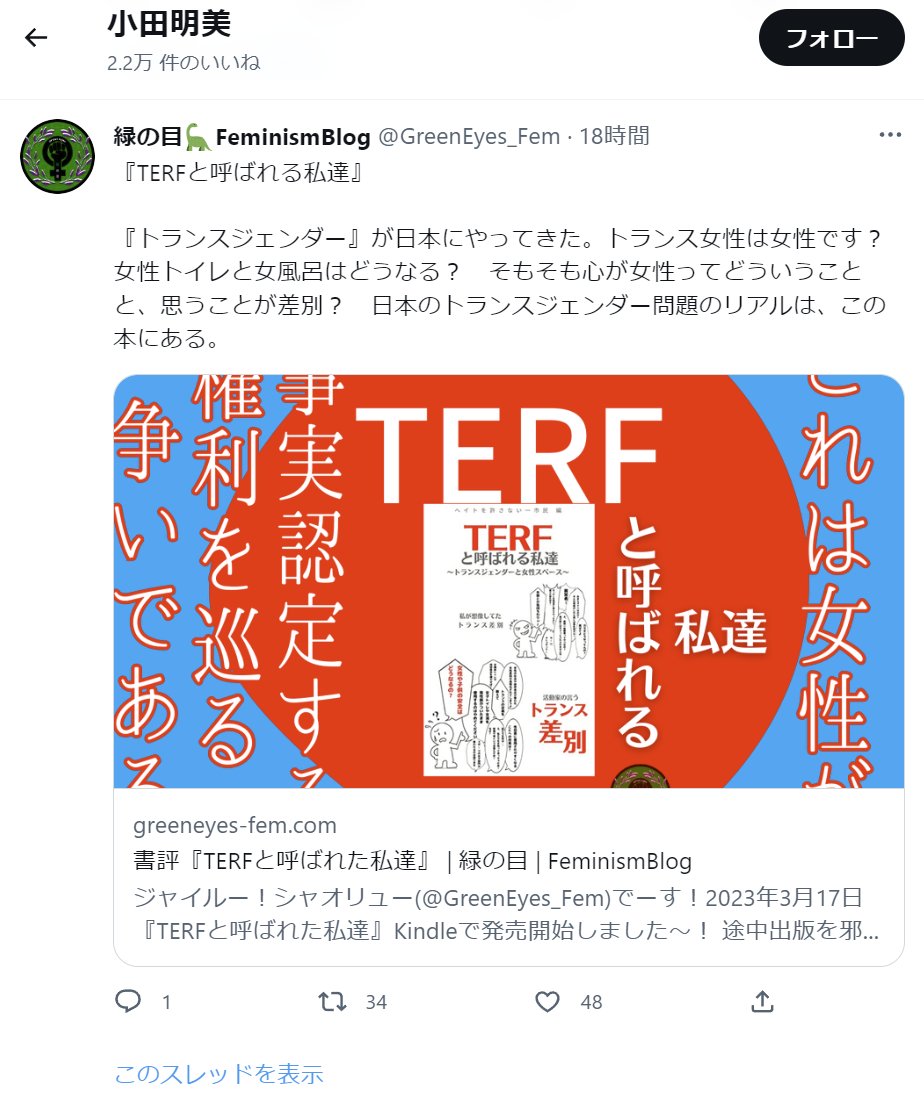 小田明美
2.2万 件のいいね
フォロー
緑の目🦕FeminismBlog @GreenEyes_Fem · 18時間
『TERFと呼ばれる私達』
『トランスジェンダー』が日本にやってきた。トランス女性は女性です？
女性トイレと女風呂はどうなる？　そもそも心が女性ってどういうこと
と、思うことが差別？　日本のトランスジェンダー問題のリアルは、この
本にある。
これは女性が
事実認定する
権利を巡る
争いである
TERF
と呼ばれる
私達
ヘイトを許さない一市民 編
TERF
と呼ばれる私達
～トランスジェンダーと女性スペース～
私が想像してた
トランス差別
女性や子供の安全は
どうなるの？
活動家の言う
トランス
差別
greeneyes-fem.com
書評『TERFと呼ばれた私達』 | 緑の目 | FeminismBlog
ジャイルー！シャオリュー(@GreenEyes_Fem)でーす！2023年3月17日
『TERFと呼ばれた私達』Kindleで発売開始しました～！ 途中出版を邪...
1
34
48
このスレッドを表示